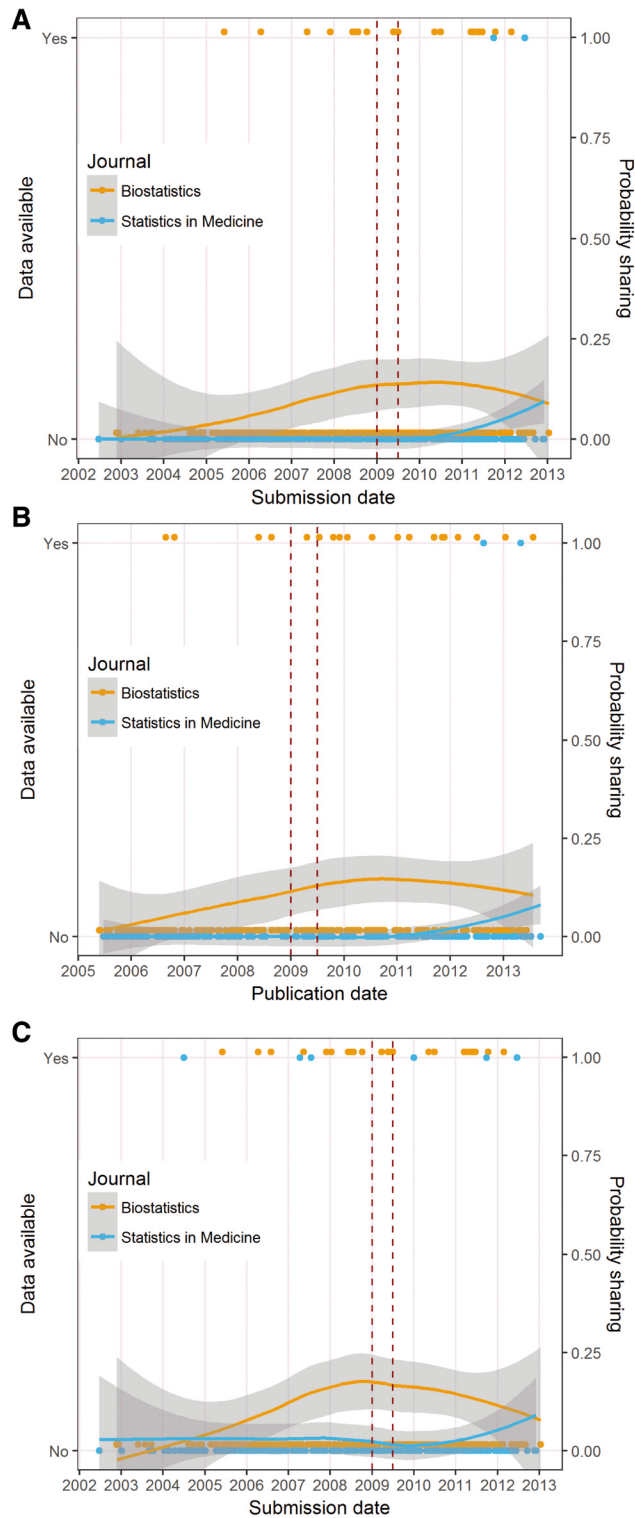 A
Yes
1.00
0.75
Journal
Biostatistics
Statistics in Medicine
Data available
Probability sharing
0.50
0.25
No
0.00
2002 2003 2004 2005 2006 2007 2008 2009 2010 2011 2012 2013
Submission date
B
Yes
1.00
0.75
Journal
Biostatistics
Statistics in Medicine
Data available
Probability sharing
0.50
0.25
No
0.00
2005 2006 2007 2008 2009 2010 2011 2012 2013
Publication date
C
Yes
1.00
0.75
Journal
Biostatistics
Statistics in Medicine
Data available
Probability sharing
0.50
0.25
No
0.00
2002 2003 2004 2005 2006 2007 2008 2009 2010 2011 2012 2013
Submission date